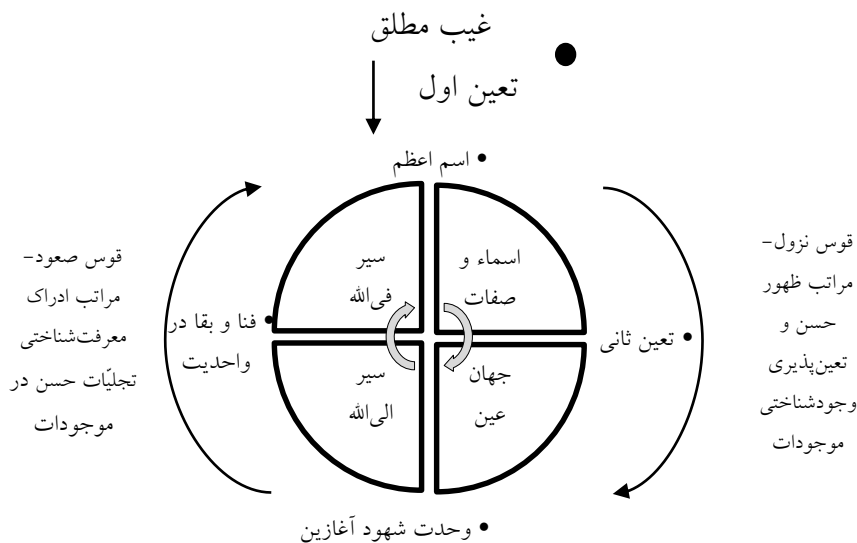 غیب مطلق
تعین اول
• اسم اعظم
قوس نزول-
مراتب ظهور
حسن و
تعین‌پذیری
وجودشناختی
موجودات
اسماء و
صفات
• تعین ثانی
جهان
عین
• وحدت شهود آغازین
سیر
الی‌الله
• فنا و بقا در
واحدیت
سیر
فی‌الله
قوس صعود-
مراتب ادراک
معرفت‌شناختی
تجلیّات حسن در
موجودات